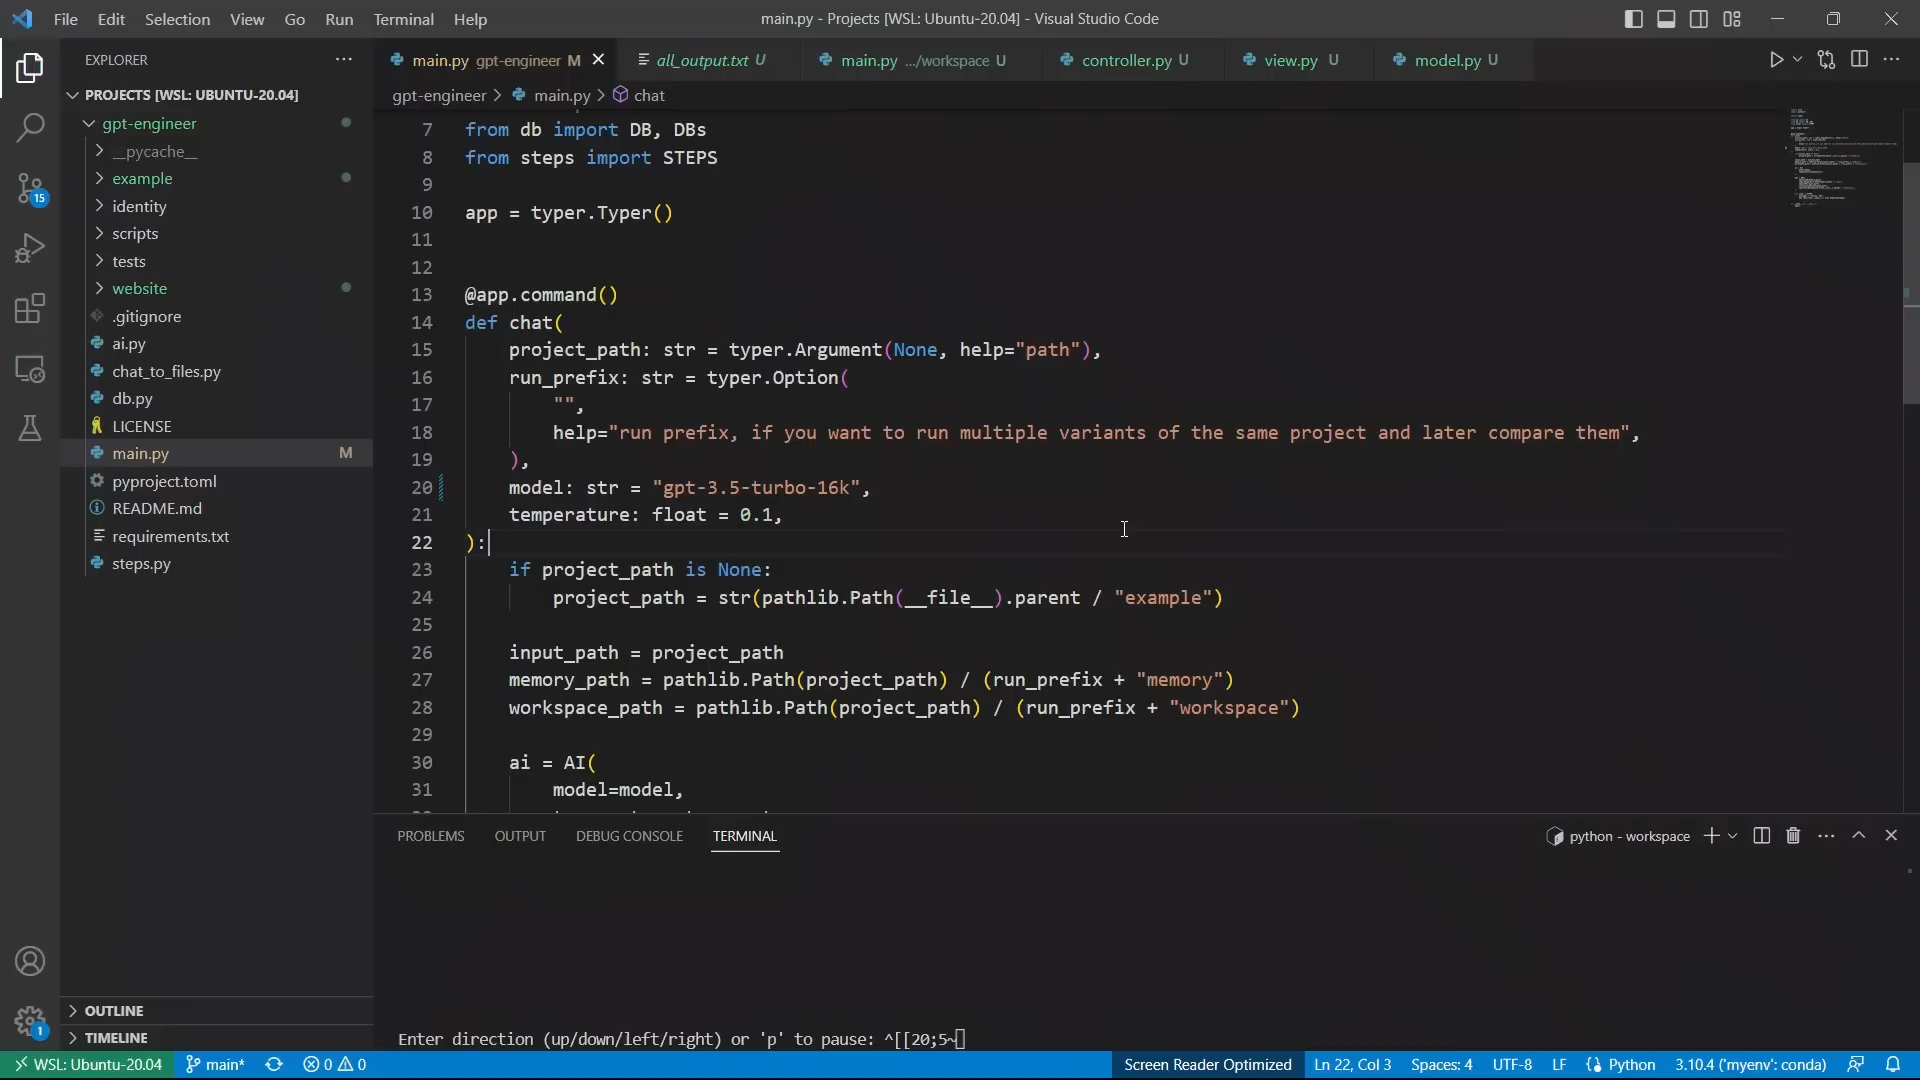 File Edit Selection View Go Run Terminal Help
main.py - Projects [WSL: Ubuntu-20.04] - Visual Studio Code
EXPLORER
PROJECTS [WSL: UBUNTU-20.04]
gpt-engineer
__pycache__
example
identity
scripts
tests
website
.gitignore
ai.py
chat_to_files.py
db.py
LICENSE
main.py M
pyproject.toml
README.md
requirements.txt
steps.py
OUTLINE
TIMELINE
15
1
main.py gpt-engineer M
all_output.txt U
main.py .../workspace U
controller.py U
view.py U
model.py U
gpt-engineer > main.py > chat
7 from db import DB, DBs
8 from steps import STEPS
9
10 app = typer.Typer()
11
12
13 @app.command()
14 def chat(
15 project_path: str = typer.Argument(None, help="path"),
16 run_prefix: str = typer.Option(
17 "",
18 help="run prefix, if you want to run multiple variants of the same project and later compare them",
19 ),
20 model: str = "gpt-3.5-turbo-16k",
21 temperature: float = 0.1,
22 ):
23 if project_path is None:
24 project_path = str(pathlib.Path(__file__).parent / "example")
25
26 input_path = project_path
27 memory_path = pathlib.Path(project_path) / (run_prefix + "memory")
28 workspace_path = pathlib.Path(project_path) / (run_prefix + "workspace")
29
30 ai = AI(
31 model=model,
PROBLEMS OUTPUT DEBUG CONSOLE TERMINAL
python - workspace
Enter direction (up/down/left/right) or 'p' to pause: ^[[20;5~
WSL: Ubuntu-20.04 main* 0 0 Screen Reader Optimized Ln 22, Col 3 Spaces: 4 UTF-8 LF Python 3.10.4 ('myenv': conda)